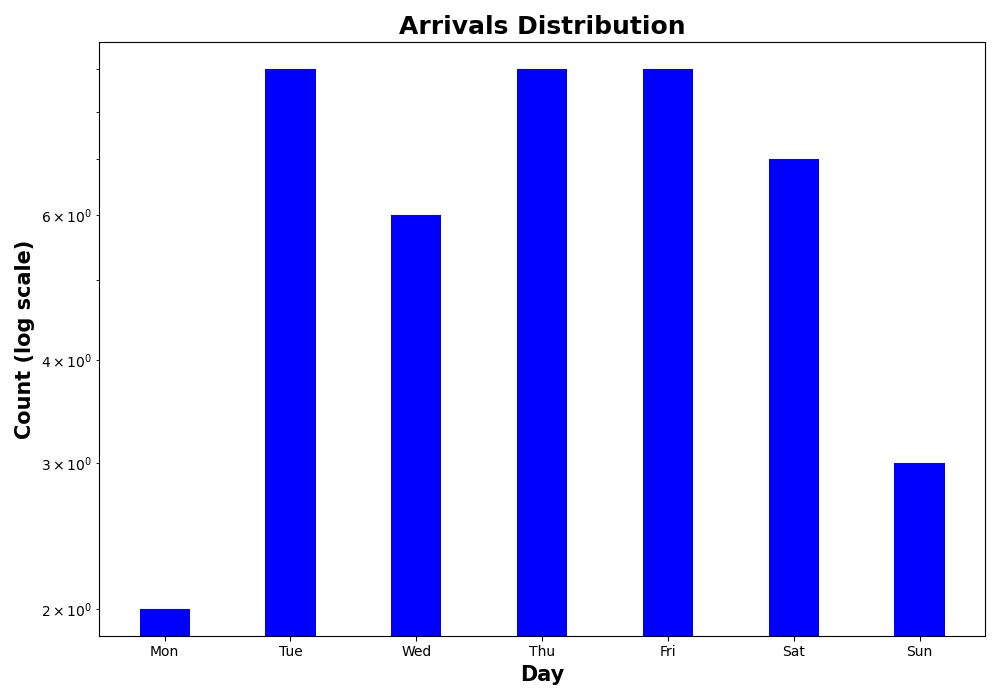 Arrivals Distribution
Count (log scale)
6 × 10⁰
4 × 10⁰
3 × 10⁰
2 × 10⁰
Mon Tue Wed Thu Fri Sat Sun
Day